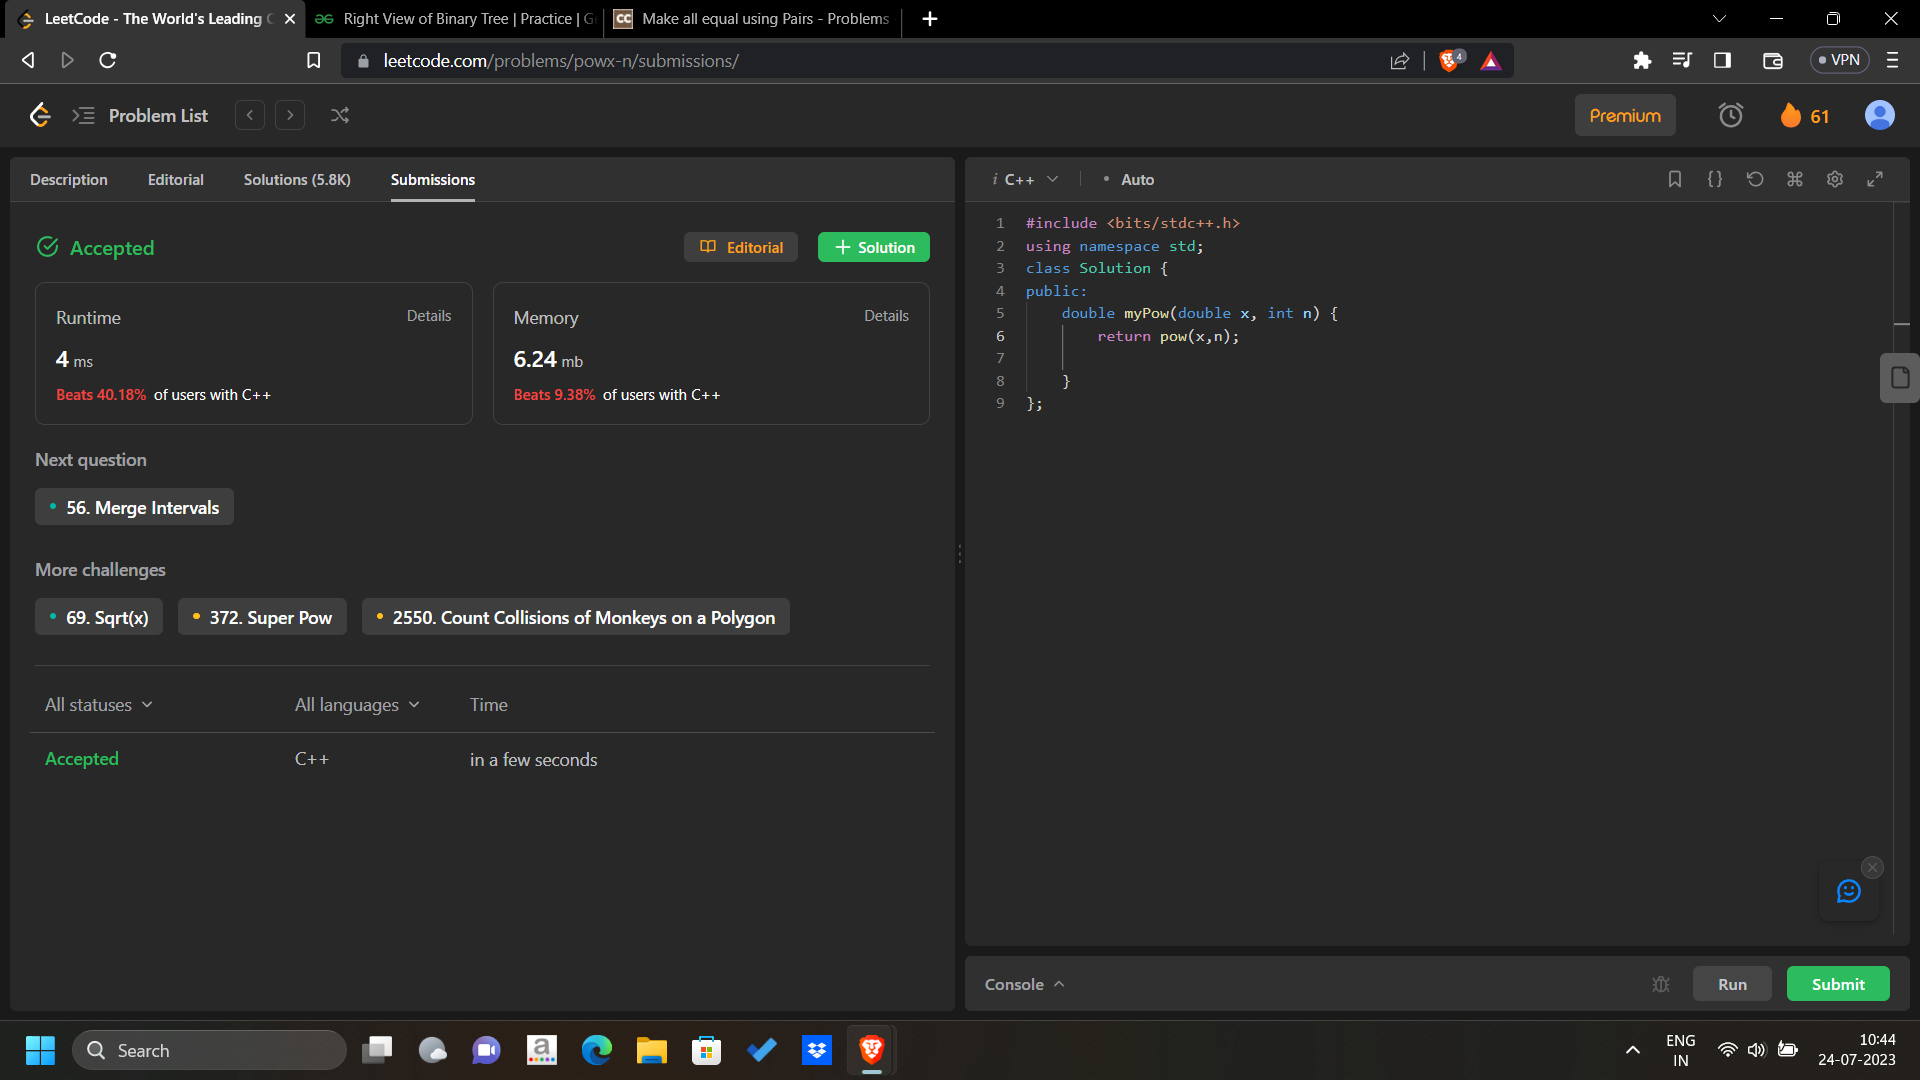 LeetCode - The World's Leading C
Right View of Binary Tree | Practice | G
CC Make all equal using Pairs - Problems
leetcode.com/problems/powx-n/submissions/
4
VPN
Problem List
Premium
61
Description Editorial Solutions (5.8K) Submissions
Accepted
Editorial
Solution
Runtime Details
4 ms
Beats 40.18% of users with C++
Memory Details
6.24 mb
Beats 9.38% of users with C++
Next question
56. Merge Intervals
More challenges
69. Sqrt(x) 372. Super Pow 2550. Count Collisions of Monkeys on a Polygon
All statuses All languages Time
Accepted C++ in a few seconds
i C++ • Auto
1 #include <bits/stdc++.h>
2 using namespace std;
3 class Solution {
4 public:
5 double myPow(double x, int n) {
6 return pow(x,n);
7
8 }
9 };
Console Run Submit
Search
a
ENG
IN
10:44
24-07-2023